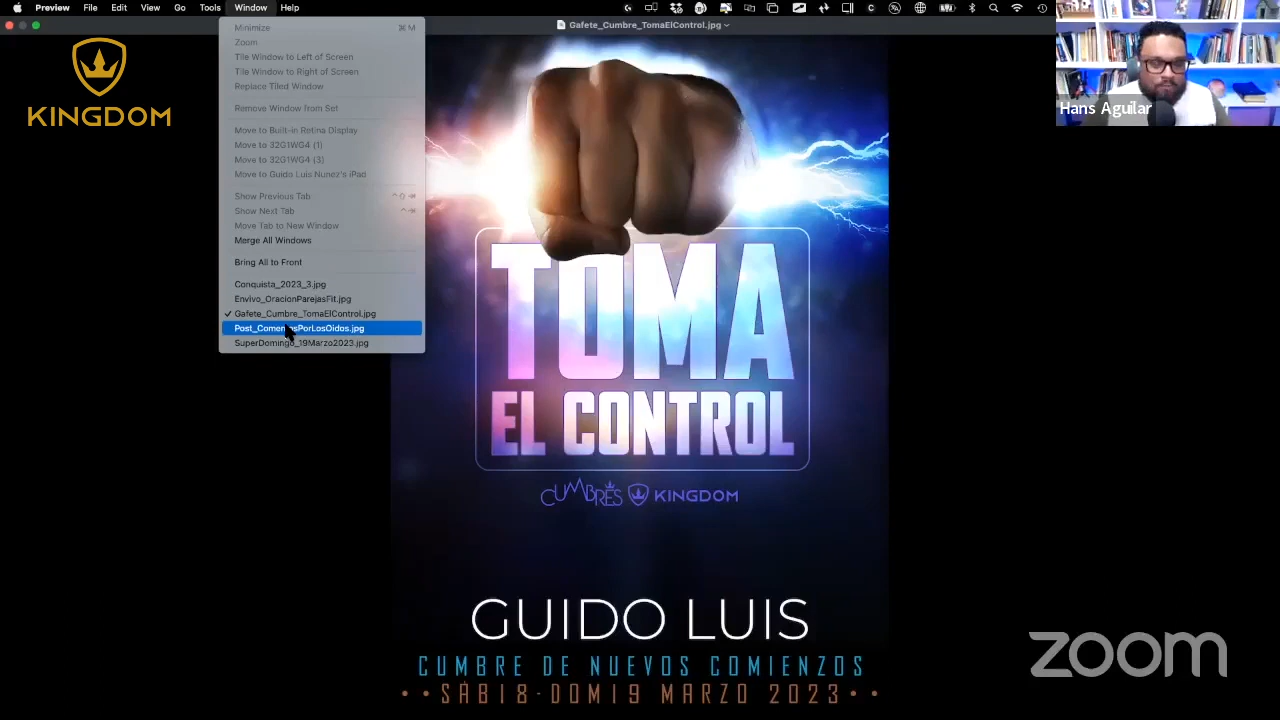 Preview File Edit View Go Tools Window Help
Gafete_Cumbre_TomaElControl.jpg
KINGDOM
Minimize ⌘ M
Zoom
Tile Window to Left of Screen
Tile Window to Right of Screen
Replace Tiled Window
Remove Window from Set
Move to Built-in Retina Display
Move to 32G1WG4 (1)
Move to 32G1WG4 (3)
Move to Guido Luis Nunez's iPad
Show Previous Tab
Show Next Tab
Move Tab to New Window
Merge All Windows
Bring All to Front
Conquista_2023_3.jpg
Envivo_OracionParejasFit.jpg
✓ Gafete_Cumbre_TomaElControl.jpg
SuperDomingo_19Marzo2023.jpg
Hans Aguilar
TOMA
EL CONTROL
CUMBRES KINGDOM
GUIDO LUIS
CUMBRE DE NUEVOS COMIENZOS
• • SÁB18-DOM19 MARZO 2023 • •
zoom